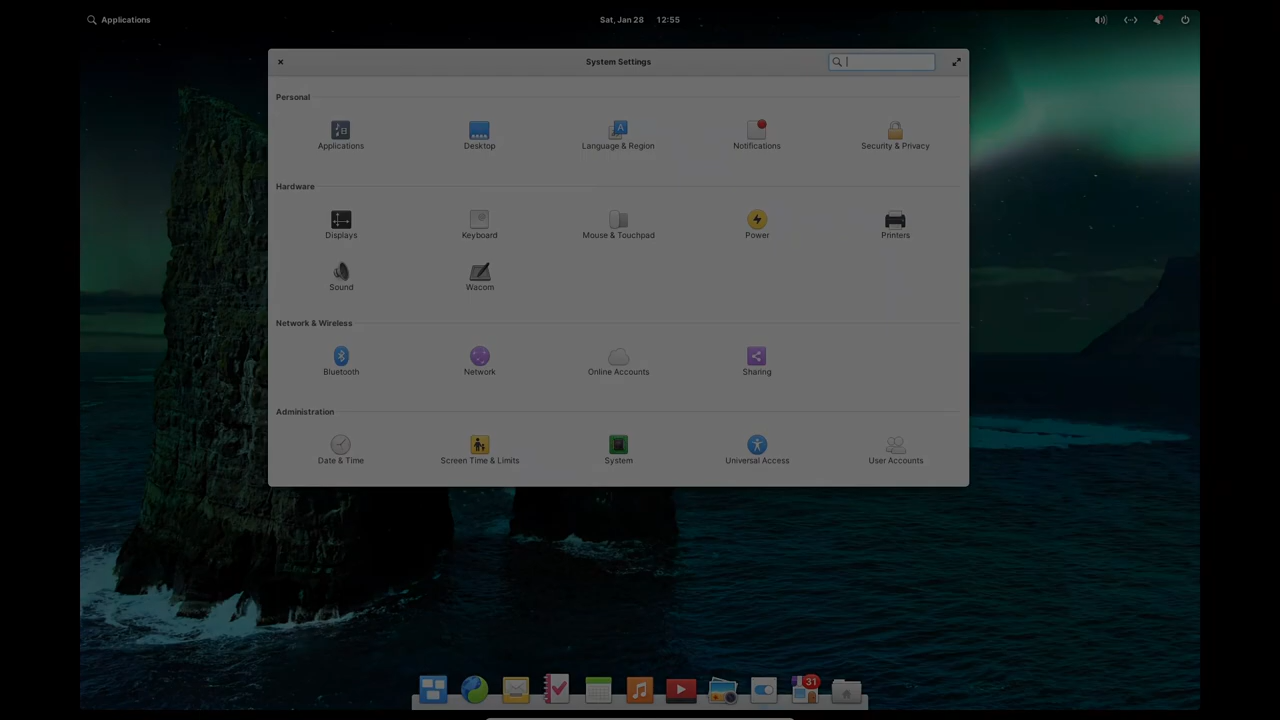 Applications
Sat, Jan 28 12:55
System Settings
Personal
Applications
Desktop
Language & Region
Notifications
Security & Privacy
Hardware
Displays
Keyboard
Mouse & Touchpad
Power
Printers
Sound
Wacom
Network & Wireless
Bluetooth
Network
Online Accounts
Sharing
Administration
Date & Time
Screen Time & Limits
System
Universal Access
User Accounts
31